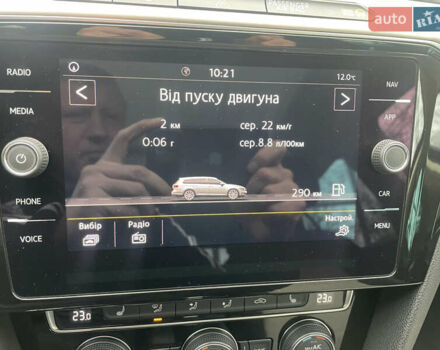 PASSENGER
auto RIA
RADIO
MEDIA
PHONE
VOICE
NAV
APP
CAR
MENU
10:21
12.0°C
Від пуску двигуна
2 км
сер. 22 км/г
0:06 г
сер. 8.8 л/100км
290 км
Вибір
Радіо
Настрой.
23.0
23.0
A/C